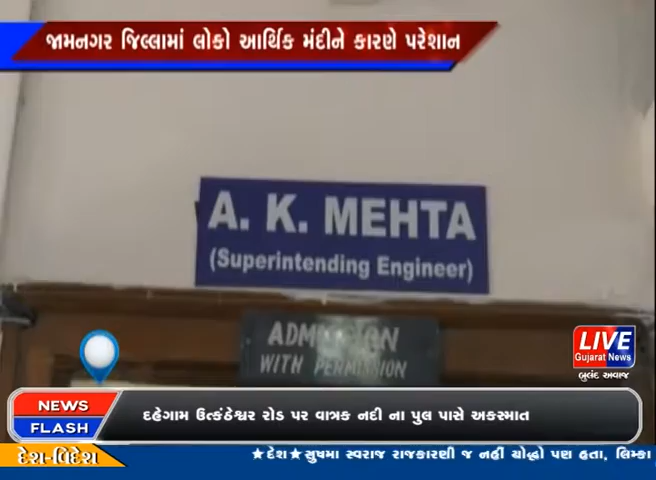 જામનગર જિલ્લામાં લોકો આર્થિક મંદીને કારણે પરેશાન
A. K. MEHTA
(Superintending Engineer)
ADMISSION
WITH PERMISSION
LIVE
Gujarat News
બુલંદ અવાજ
NEWS
FLASH
દહેગામ ઉત્કંઠેશ્વર રોડ પર વાત્રક નદી ના પુલ પાસે અકસ્માત
દેશ-વિદેશ
★દેશ★સુષમા સ્વરાજ રાજકારણી જ નહીં યોદ્ધો પણ હતા, લિમ્કા